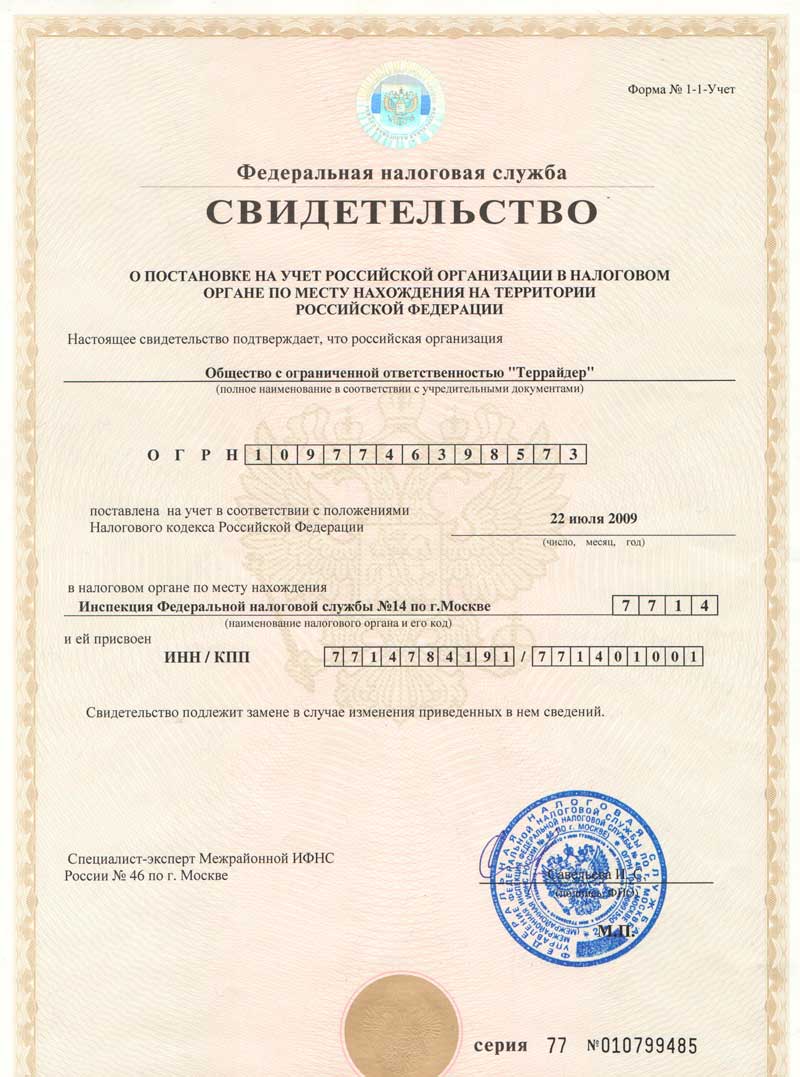 Форма № 1-1-Учет
Федеральная налоговая служба
СВИДЕТЕЛЬСТВО
О ПОСТАНОВКЕ НА УЧЕТ РОССИЙСКОЙ ОРГАНИЗАЦИИ В НАЛОГОВОМ
ОРГАНЕ ПО МЕСТУ НАХОЖДЕНИЯ НА ТЕРРИТОРИИ
РОССИЙСКОЙ ФЕДЕРАЦИИ
Настоящее свидетельство подтверждает, что российская организация
Общество с ограниченной ответственностью "Террайдер"
(полное наименование в соответствии с учредительными документами)
О Г Р Н 1 0 9 7 7 4 6 3 9 8 5 7 3
поставлена на учет в соответствии с положениями
Налогового кодекса Российской Федерации
22 июля 2009
(число, месяц, год)
в налоговом органе по месту нахождения
Инспекция Федеральной налоговой службы №14 по г.Москве 7 7 1 4
(наименование налогового органа и его код)
и ей присвоен
ИНН / КПП 7 7 1 4 7 8 4 1 9 1 / 7 7 1 4 0 1 0 0 1
Свидетельство подлежит замене в случае изменения приведенных в нем сведений.
Специалист-эксперт Межрайонной ИФНС
России № 46 по г. Москве
Савельева И. С.
(подпись, ФИО)
М.П.
ФЕДЕРАЛЬНАЯ НАЛОГОВАЯ СЛУЖБА
серия 77 №010799485